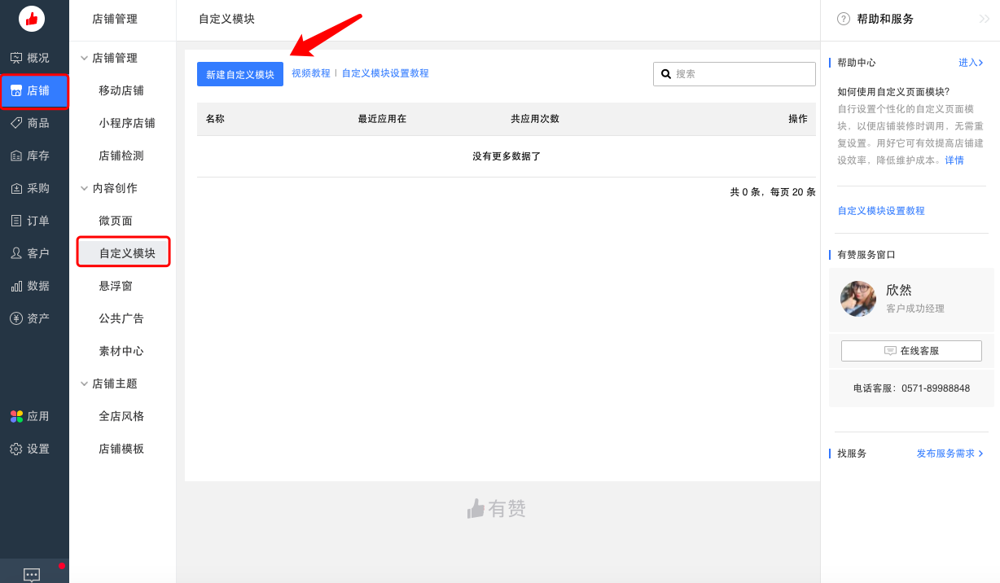 店铺管理
自定义模块
帮助和服务
概况
店铺
商品
库存
采购
订单
客户
数据
资产
应用
设置
店铺管理
移动店铺
小程序店铺
店铺检测
内容创作
微页面
自定义模块
悬浮窗
公共广告
素材中心
店铺主题
全店风格
店铺模板
新建自定义模块 视频教程 | 自定义模块设置教程 搜索
名称 最近应用在 共应用次数 操作
没有更多数据了
共 0 条，每页 20 条
有赞
帮助中心 进入
如何使用自定义页面模块?
自行设置个性化的自定义页面模
块，以便店铺装修时调用，无需重
复设置。用好它可有效提高店铺建
设效率，降低维护成本。详情
自定义模块设置教程
有赞服务窗口
欣然
客户成功经理
在线客服
电话客服：0571-89988848
找服务 发布服务需求